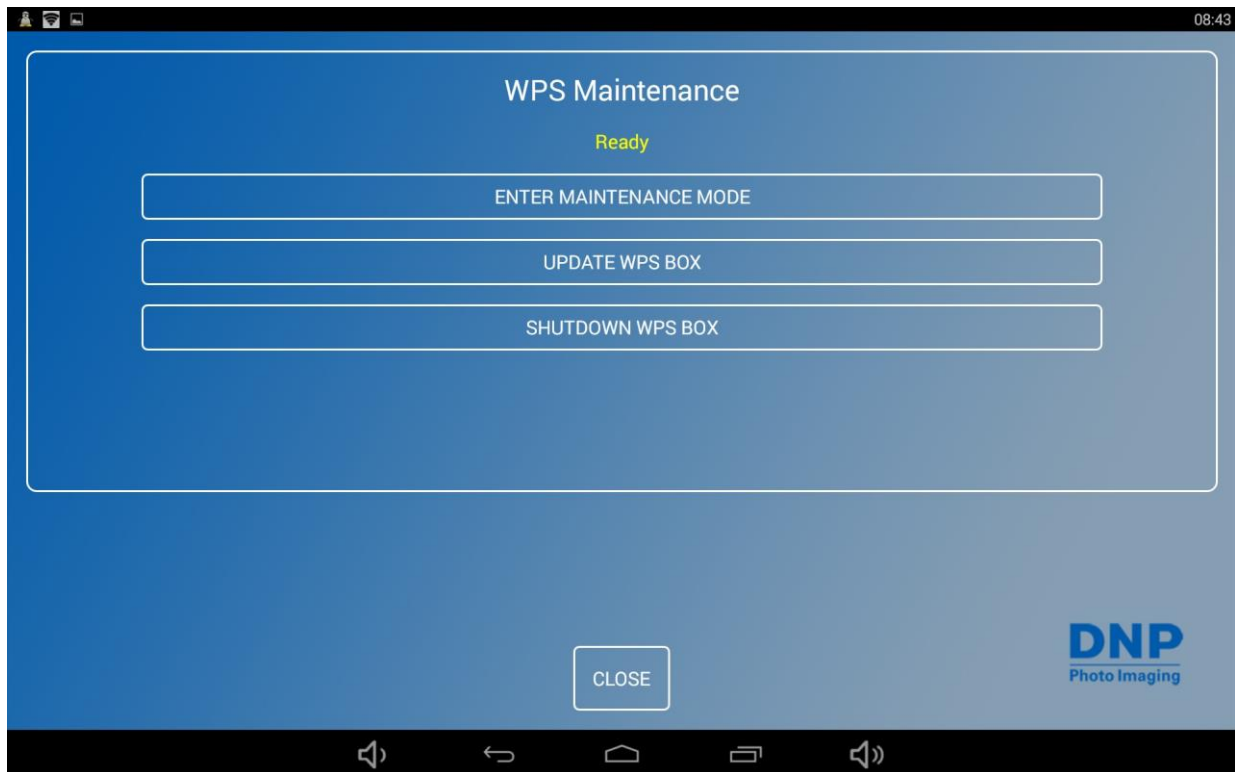 08:43
WPS Maintenance
Ready
ENTER MAINTENANCE MODE
UPDATE WPS BOX
SHUTDOWN WPS BOX
DNP
Photo Imaging
CLOSE